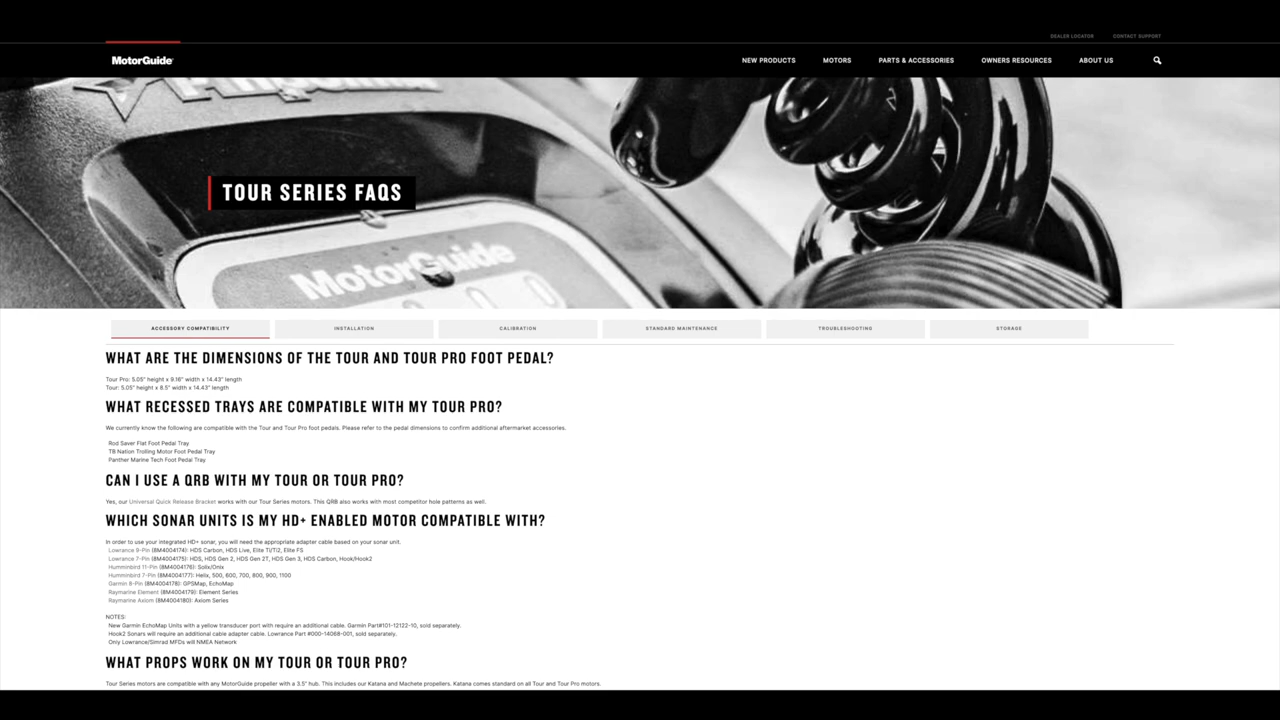 DEALER LOCATOR CONTACT SUPPORT
MotorGuide NEW PRODUCTS MOTORS PARTS & ACCESSORIES OWNERS RESOURCES ABOUT US
TOUR SERIES FAQS
MotorGuide
ACCESSORY COMPATIBILITY INSTALLATION CALIBRATION STANDARD MAINTENANCE TROUBLESHOOTING STORAGE
WHAT ARE THE DIMENSIONS OF THE TOUR AND TOUR PRO FOOT PEDAL?
Tour Pro: 5.05" height x 9.16" width x 14.43" length
Tour: 5.05" height x 8.5" width x 14.43" length
WHAT RECESSED TRAYS ARE COMPATIBLE WITH MY TOUR PRO?
We currently know the following are compatible with the Tour and Tour Pro foot pedals. Please refer to the pedal dimensions to confirm additional aftermarket accessories.
Rod Saver Flat Foot Pedal Tray
TB Nation Trolling Motor Foot Pedal Tray
Panther Marine Tech Foot Pedal Tray
CAN I USE A QRB WITH MY TOUR OR TOUR PRO?
Yes, our Universal Quick Release Bracket works with our Tour Series motors. This QRB also works with most competitor hole patterns as well.
WHICH SONAR UNITS IS MY HD+ ENABLED MOTOR COMPATIBLE WITH?
In order to use your integrated HD+ sonar, you will need the appropriate adapter cable based on your sonar unit.
Lowrance 9-Pin (8M4004174): HDS Carbon, HDS Live, Elite Ti/Ti2, Elite FS
Lowrance 7-Pin (8M4004175): HDS, HDS Gen 2, HDS Gen 2T, HDS Gen 3, HDS Carbon, Hook/Hook2
Humminbird 11-Pin (8M4004176): Solix/Onix
Hummmbird 7-Pin (8M4004177): Helix, 500, 600, 700, 800, 900, 1100
Garmin 8-Pin (8M4004178): GPSMap, EchoMap
Raymarine Element (8M4004179): Element Series
Raymarine Axiom (8M4004180): Axiom Series
NOTES:
New Garmin EchoMap Units with a yellow transducer port with require an additional cable. Garmin Part#101-12122-10, sold separately.
Hook2 Sonars will require an additional cable adapter cable. Lowrance Part #000-14068-001, sold separately.
Only Lowrance/Simrad MFDs will NMEA Network
WHAT PROPS WORK ON MY TOUR OR TOUR PRO?
Tour Series motors are compatible with any MotorGuide propeller with a 3.5" hub. This includes our Katana and Machete propellers. Katana comes standard on all Tour and Tour Pro motors.